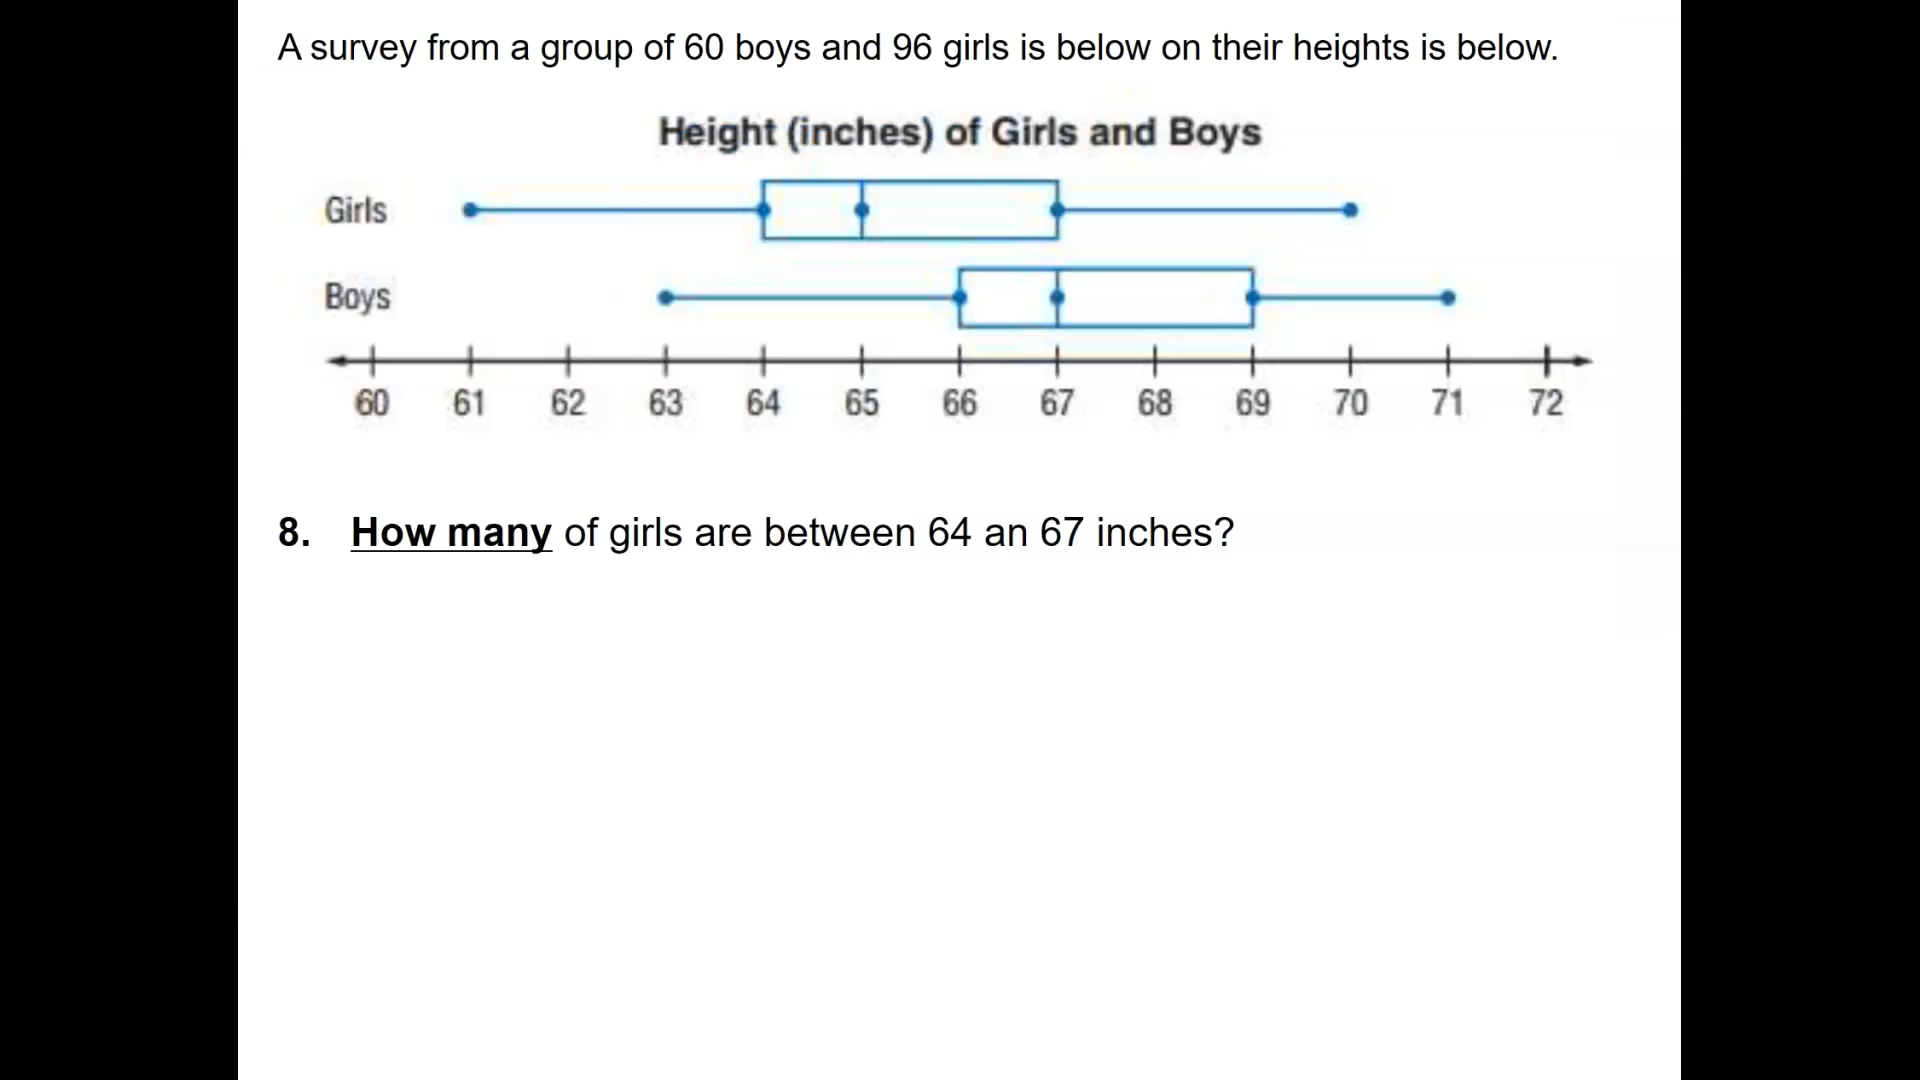 A survey from a group of 60 boys and 96 girls is below on their heights is below.
Height (inches) of Girls and Boys
Girls
Boys
60 61 62 63 64 65 66 67 68 69 70 71 72
8. How many of girls are between 64 an 67 inches?